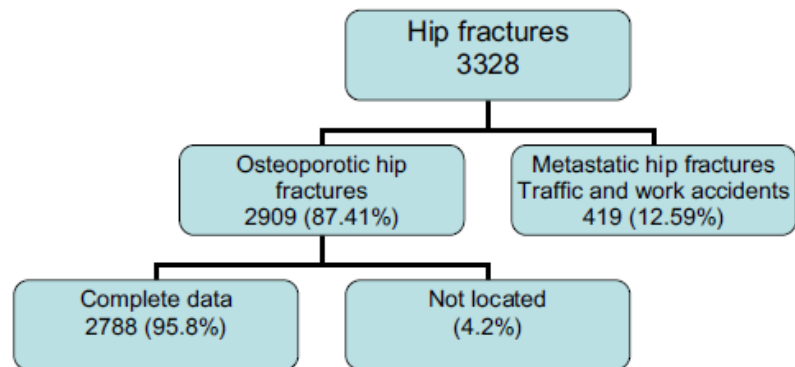 Hip fractures
3328
Osteoporotic hip
fractures
2909 (87.41%)
Metastatic hip fractures
Traffic and work accidents
419 (12.59%)
Complete data
2788 (95.8%)
Not located
(4.2%)